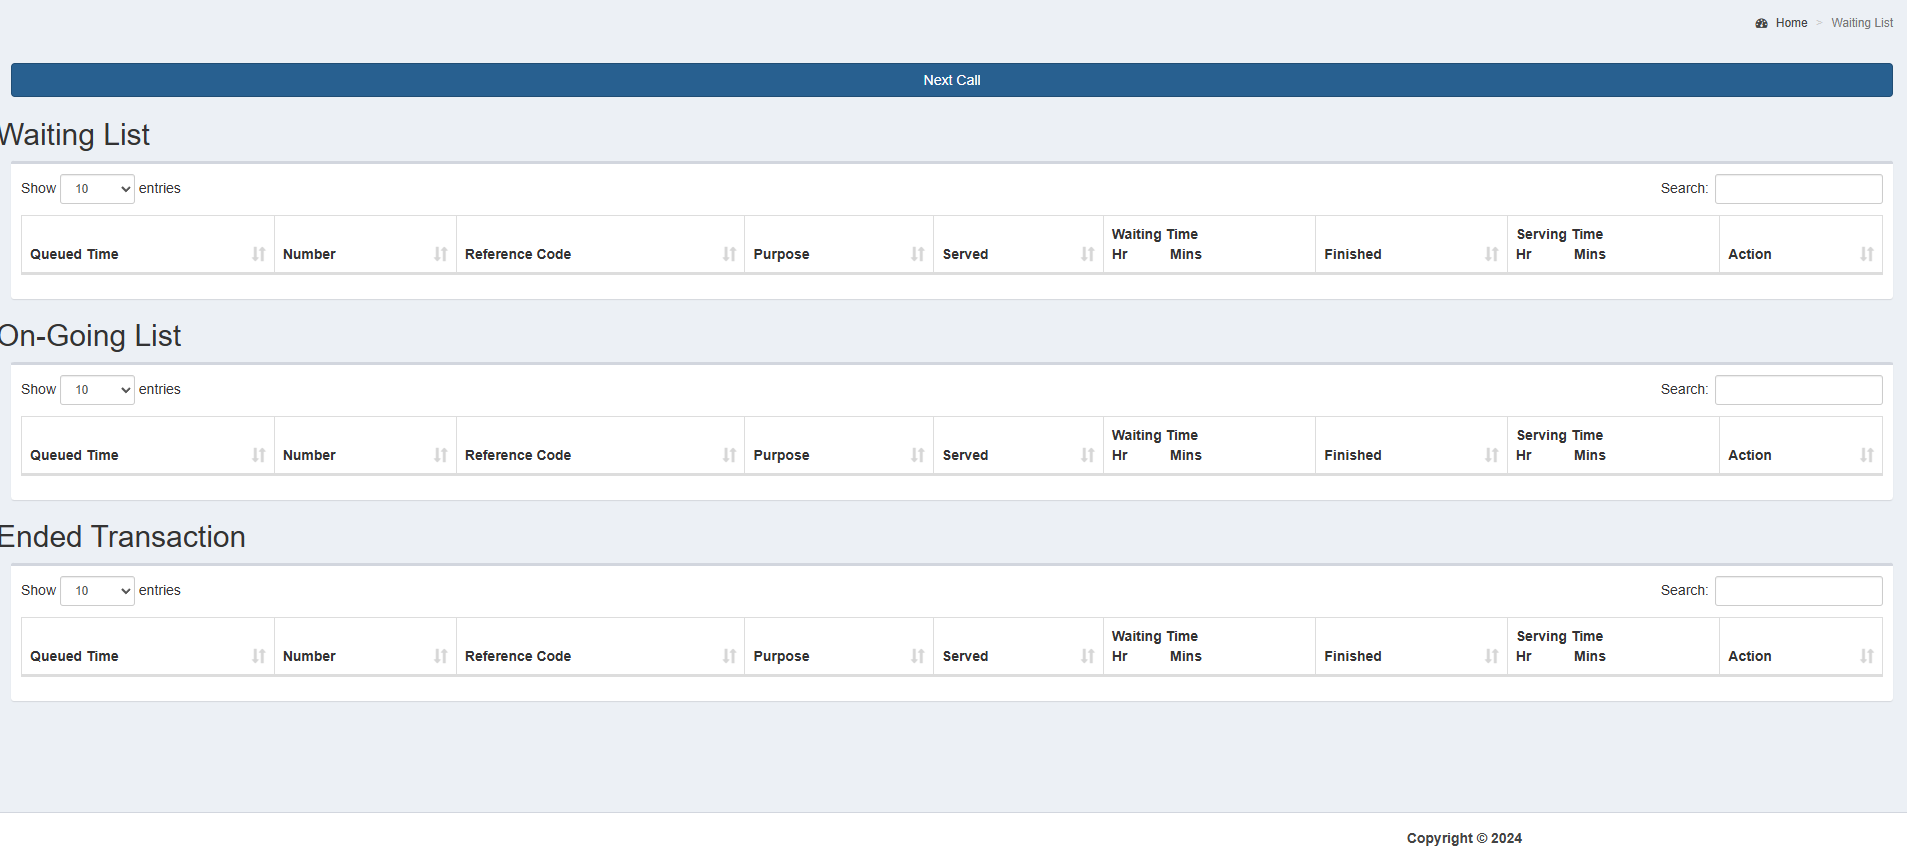 Home > Waiting List
Next Call
Waiting List
Show 10 entries Search:
Queued Time Number Reference Code Purpose Served Waiting Time Hr Mins Finished Serving Time Hr Mins Action
On-Going List
Show 10 entries Search:
Queued Time Number Reference Code Purpose Served Waiting Time Hr Mins Finished Serving Time Hr Mins Action
Ended Transaction
Show 10 entries Search:
Queued Time Number Reference Code Purpose Served Waiting Time Hr Mins Finished Serving Time Hr Mins Action
Copyright © 2024